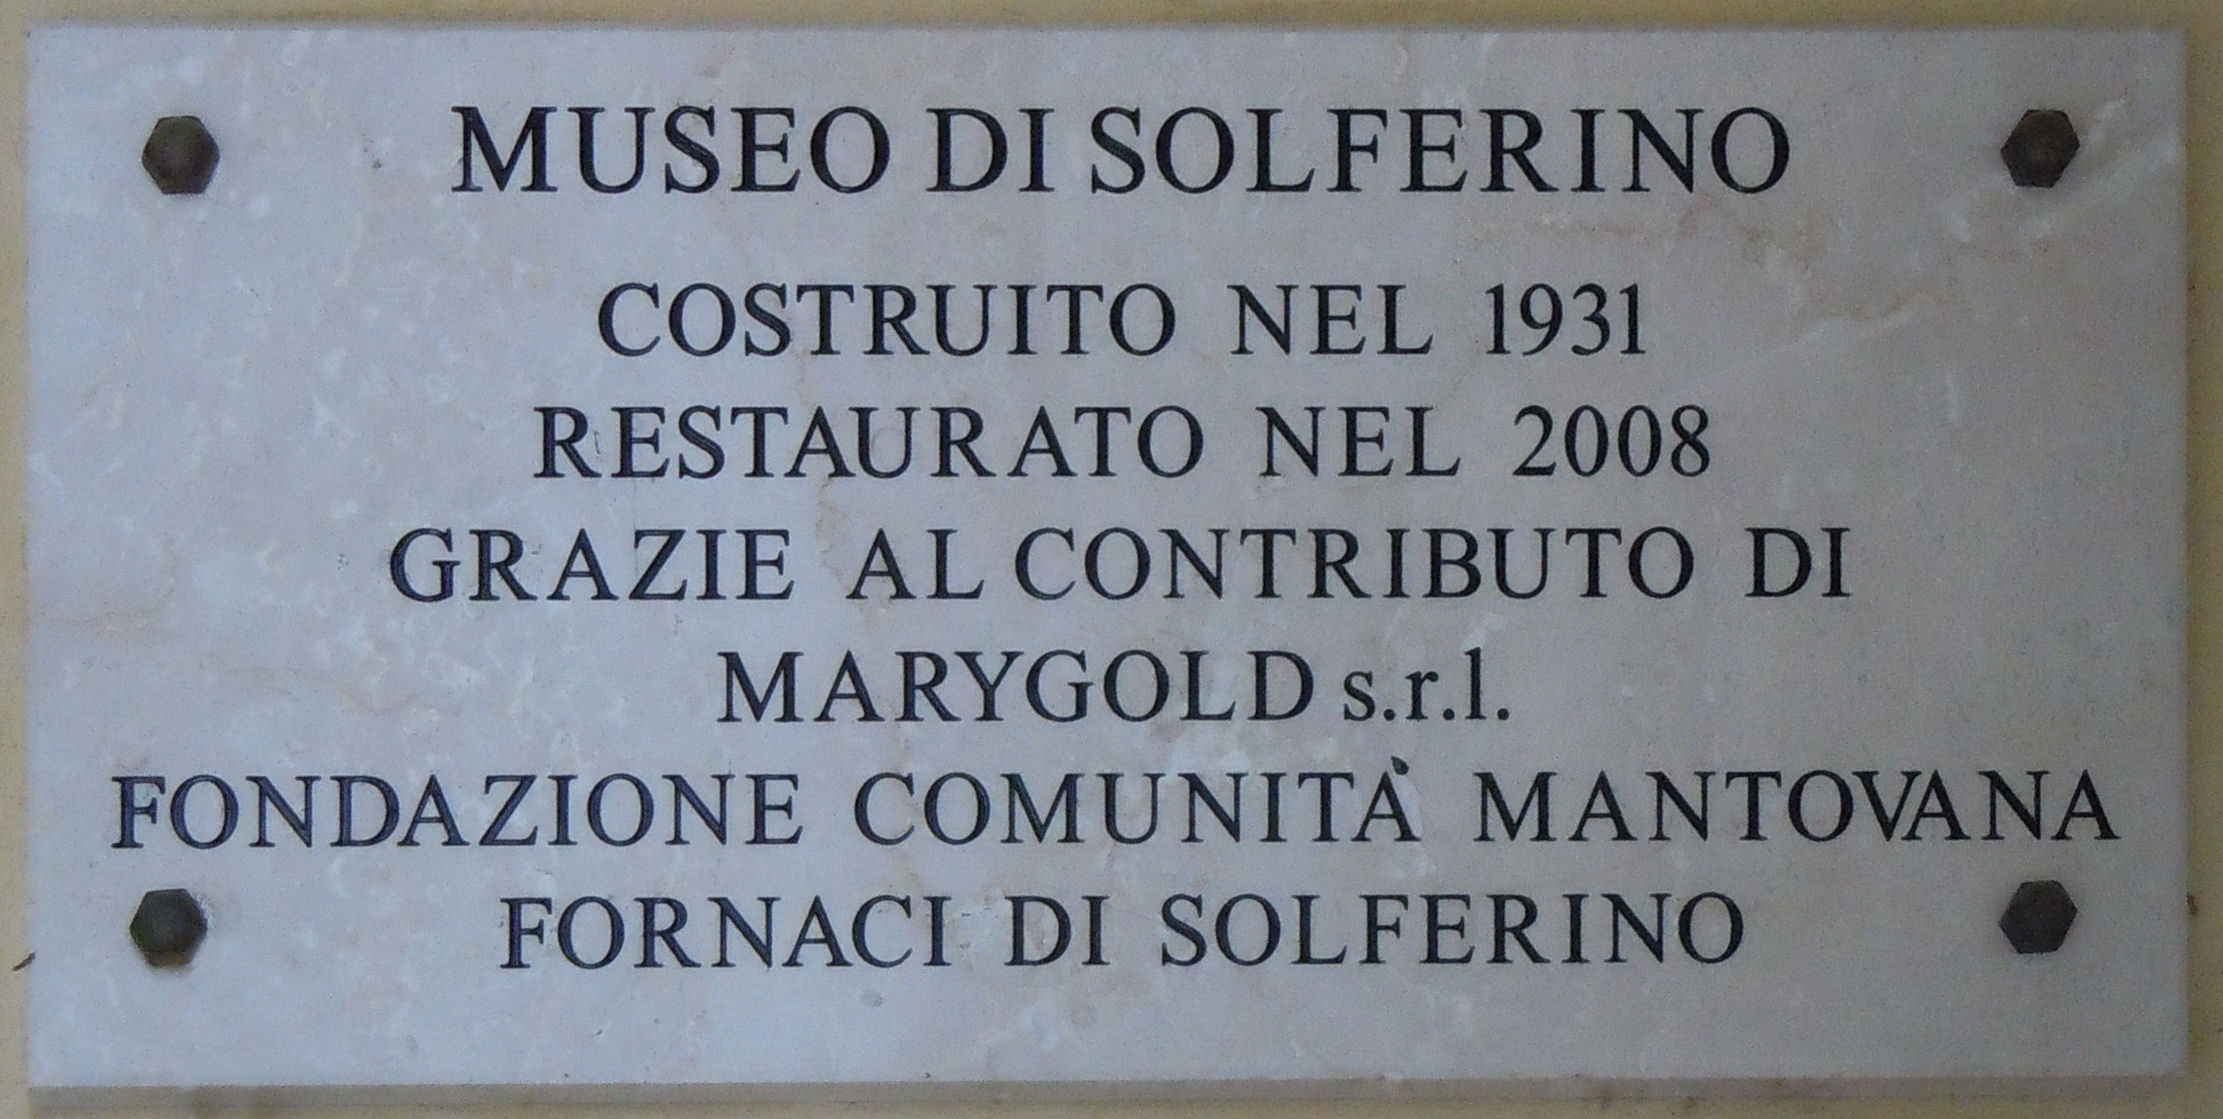 MUSEO DI SOLFERINO
COSTRUITO NEL 1931
RESTAURATO NEL 2008
GRAZIE AL CONTRIBUTO DI
MARYGOLD s.r.l.
FONDAZIONE COMUNITÀ MANTOVANA
FORNACI DI SOLFERINO